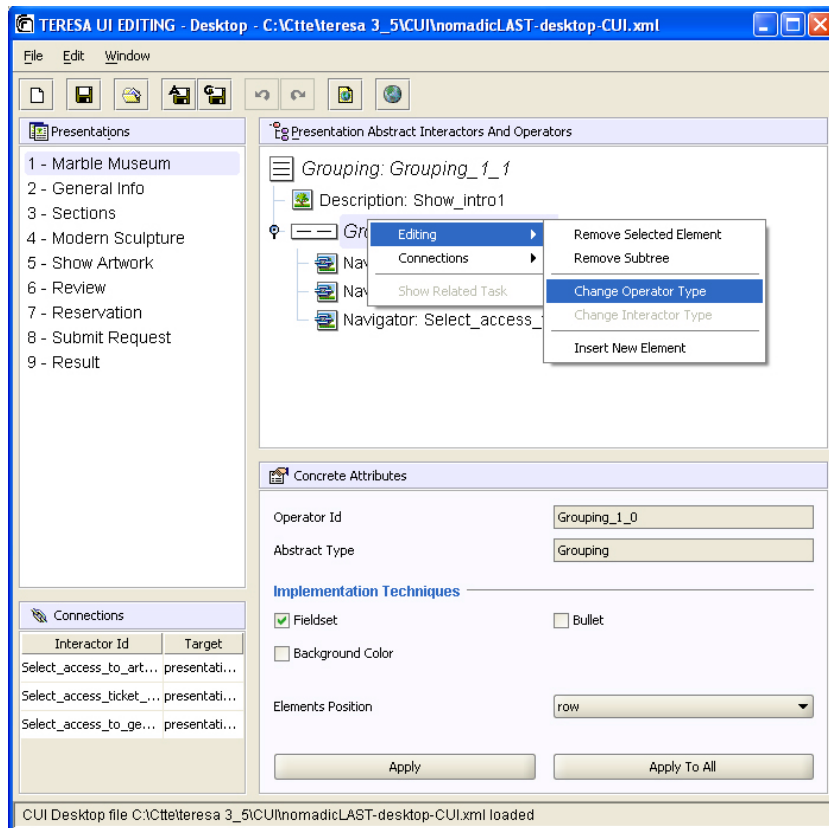 TERESA UI EDITING - Desktop - C:\Ctte\teresa 3_5\CUI\nomadicLAST-desktop-CUI.xml
File Edit Window
Presentations
1 - Marble Museum
2 - General Info
3 - Sections
4 - Modern Sculpture
5 - Show Artwork
6 - Review
7 - Reservation
8 - Submit Request
9 - Result
Presentation Abstract Interactors And Operators
Grouping: Grouping_1_1
Description: Show_intro1
Gro
Nav
Nav
Navigator: Select_access_
Editing
Connections
Show Related Task
Remove Selected Element
Remove Subtree
Change Operator Type
Change Interactor Type
Insert New Element
Connections
Interactor Id Target
Select_access_to_art... presentati...
Select_access_ticket_... presentati...
Select_access_to_ge... presentati...
Concrete Attributes
Operator Id Grouping_1_0
Abstract Type Grouping
Implementation Techniques
Fieldset Bullet
Background Color
Elements Position row
Apply Apply To All
CUI Desktop file C:\Ctte\teresa 3_5\CUI\nomadicLAST-desktop-CUI.xml loaded